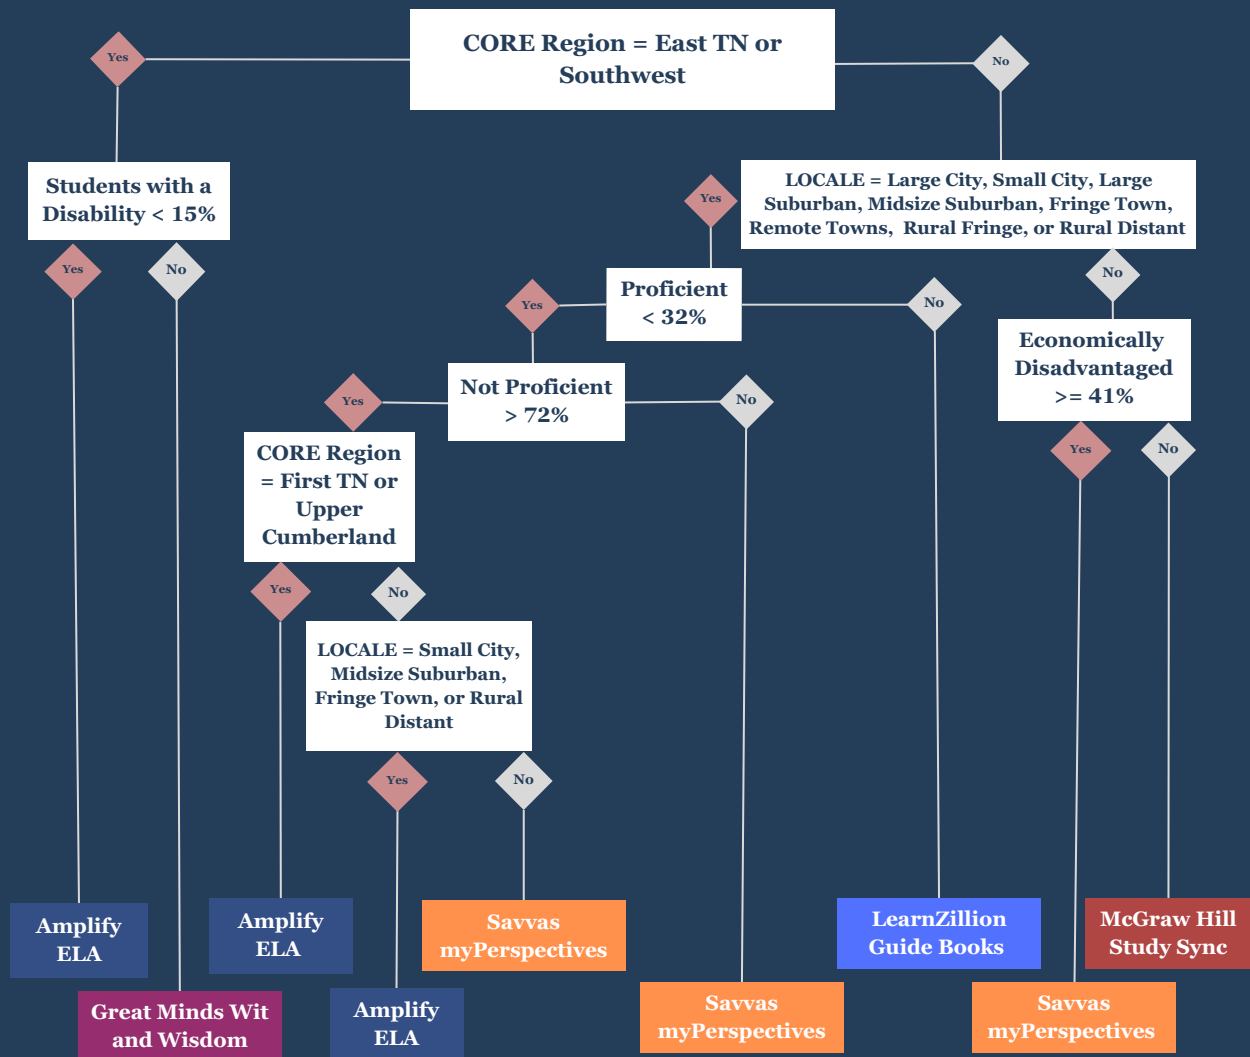 CORE Region = East TN or
Southwest
Yes
No
Students with a
Disability < 15%
LOCALE = Large City, Small City, Large
Suburban, Midsize Suburban, Fringe Town,
Remote Towns, Rural Fringe, or Rural Distant
Yes
Yes
No
Proficient
< 32%
Yes
No
No
Economically
Disadvantaged
>= 41%
Not Proficient
> 72%
Yes
No
CORE Region
= First TN or
Upper
Cumberland
Yes
No
Yes
No
LOCALE = Small City,
Midsize Suburban,
Fringe Town, or Rural
Distant
Yes
No
Amplify
ELA
Amplify
ELA
Savvas
myPerspectives
LearnZillion
Guide Books
McGraw Hill
Study Sync
Great Minds Wit
and Wisdom
Amplify
ELA
Savvas
myPerspectives
Savvas
myPerspectives